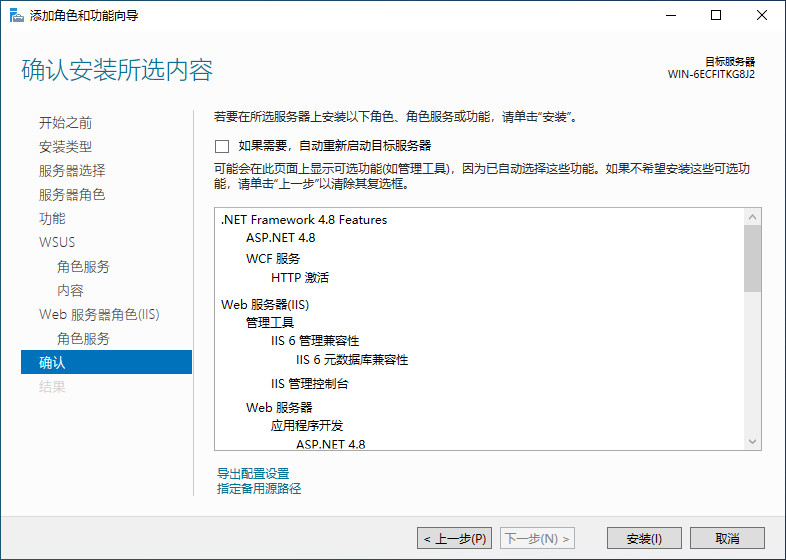 添加角色和功能向导
确认安装所选内容
目标服务器
WIN-6ECFITKG8J2
开始之前
安装类型
服务器选择
服务器角色
功能
WSUS
角色服务
内容
Web 服务器角色(IIS)
角色服务
确认
结果
若要在所选服务器上安装以下角色、角色服务或功能，请单击"安装"。
如果需要，自动重新启动目标服务器
可能会在此页面上显示可选功能(如管理工具)，因为已自动选择这些功能。如果不希望安装这些可选功
能，请单击"上一步"以清除其复选框。
.NET Framework 4.8 Features
ASP.NET 4.8
WCF 服务
HTTP 激活
Web 服务器(IIS)
管理工具
IIS 6 管理兼容性
IIS 6 元数据库兼容性
IIS 管理控制台
Web 服务器
应用程序开发
ASP.NET 4.8
导出配置设置
指定备用源路径
< 上一步(P)
下一步(N) >
安装(I)
取消